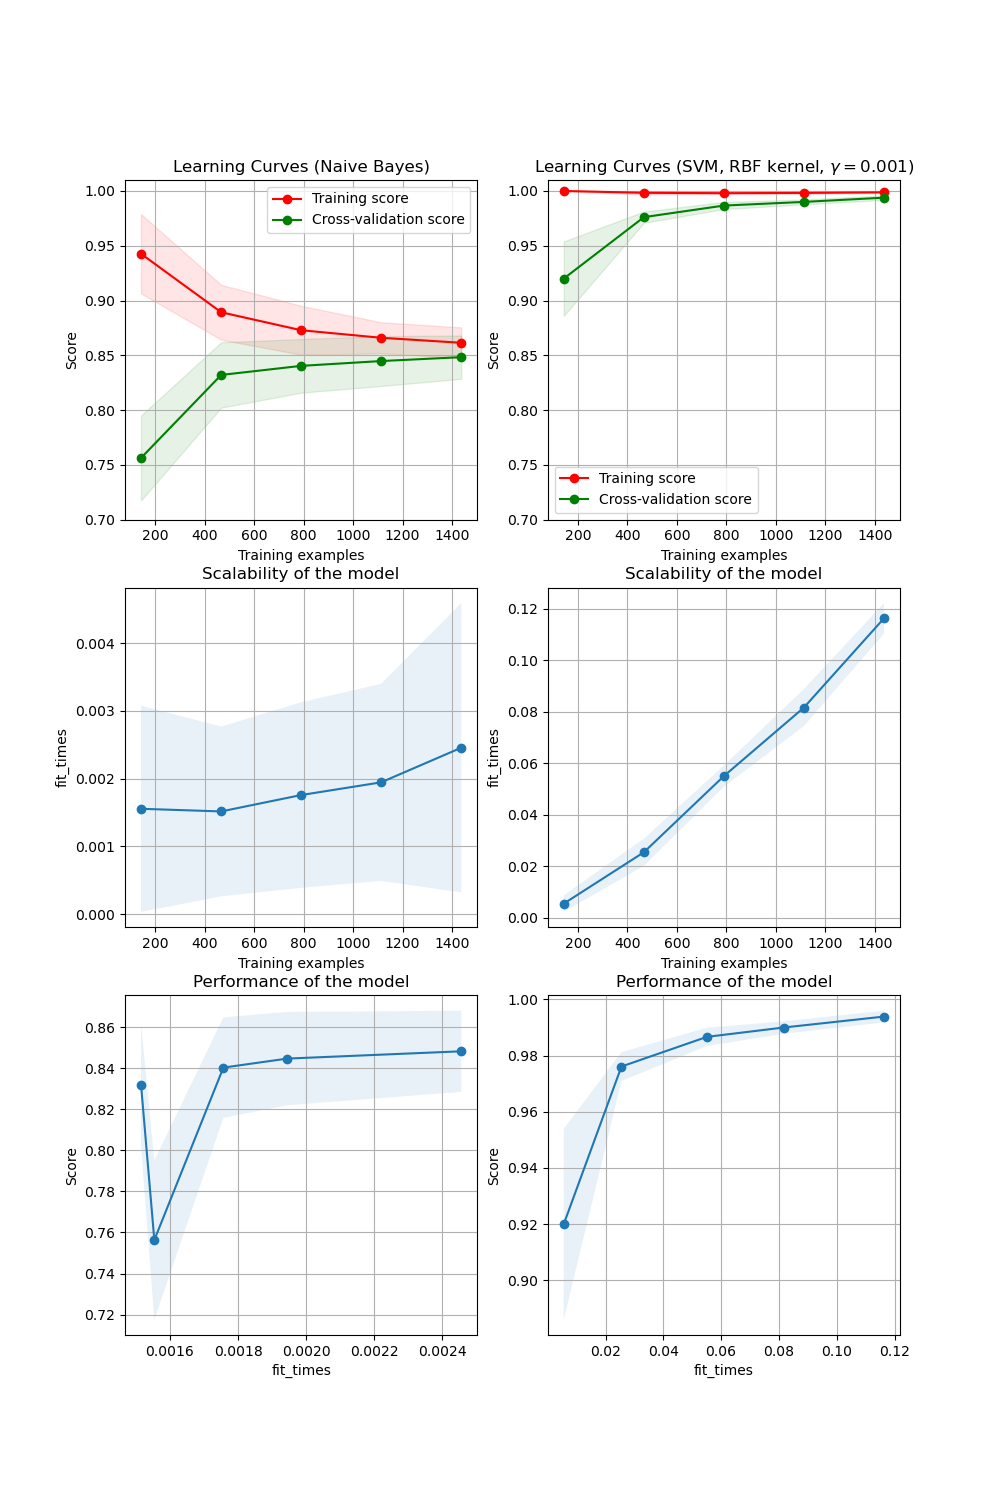 Learning Curves (Naive Bayes)
1.00
0.95
0.90
0.85
0.80
0.75
0.70
Score
Training score
Cross-validation score
200 400 600 800 1000 1200 1400
Training examples
Learning Curves (SVM, RBF kernel, γ = 0.001)
1.00
0.95
0.90
0.85
0.80
0.75
0.70
Score
Training score
Cross-validation score
200 400 600 800 1000 1200 1400
Training examples
Scalability of the model
0.004
0.003
0.002
0.001
0.000
fit_times
200 400 600 800 1000 1200 1400
Training examples
Scalability of the model
0.12
0.10
0.08
0.06
0.04
0.02
0.00
fit_times
200 400 600 800 1000 1200 1400
Training examples
Performance of the model
0.86
0.84
0.82
0.80
0.78
0.76
0.74
0.72
Score
0.0016 0.0018 0.0020 0.0022 0.0024
fit_times
Performance of the model
1.00
0.98
0.96
0.94
0.92
0.90
Score
0.02 0.04 0.06 0.08 0.10 0.12
fit_times